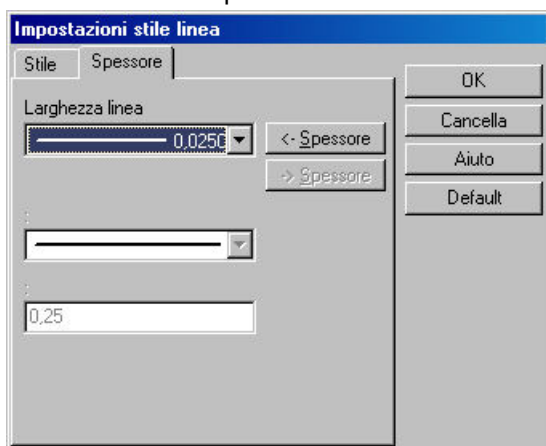 Impostazioni stile linea
Stile
Spessore
OK
Larghezza linea
Cancella
0,0250
<- Spessore
Aiuto
-> Spessore
Default
:
:
0,25